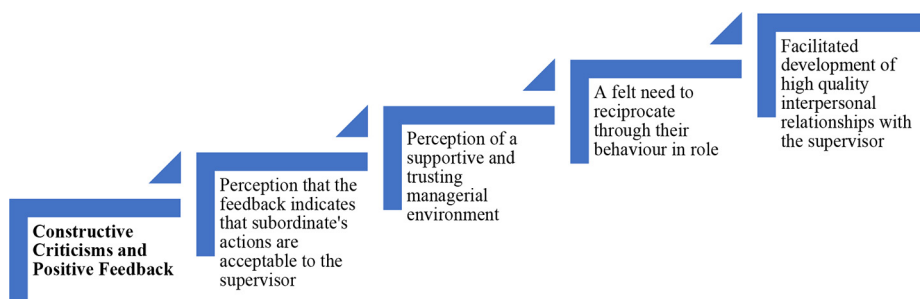 Constructive
Criticisms and
Positive Feedback
Perception that the
feedback indicates
that subordinate's
actions are
acceptable to the
supervisor
Perception of a
supportive and
trusting
managerial
environment
A felt need to
reciprocate
through their
behaviour in role
Facilitated
development of
high quality
interpersonal
relationships with
the supervisor